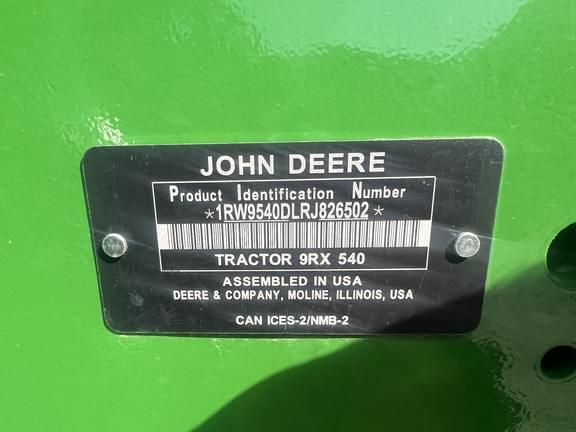 JOHN DEERE
Product Identification Number
*1RW9540DLRJ826502*
TRACTOR 9RX 540
ASSEMBLED IN USA
DEERE & COMPANY, MOLINE, ILLINOIS, USA
CAN ICES-2/NMB-2